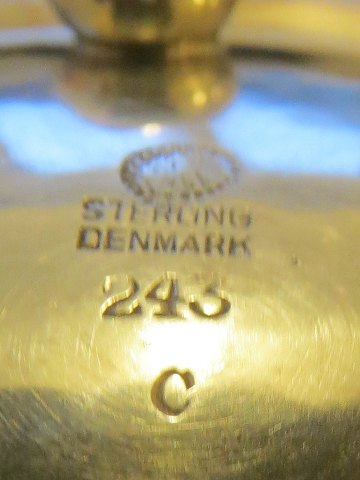 STERLING
DENMARK
243
C